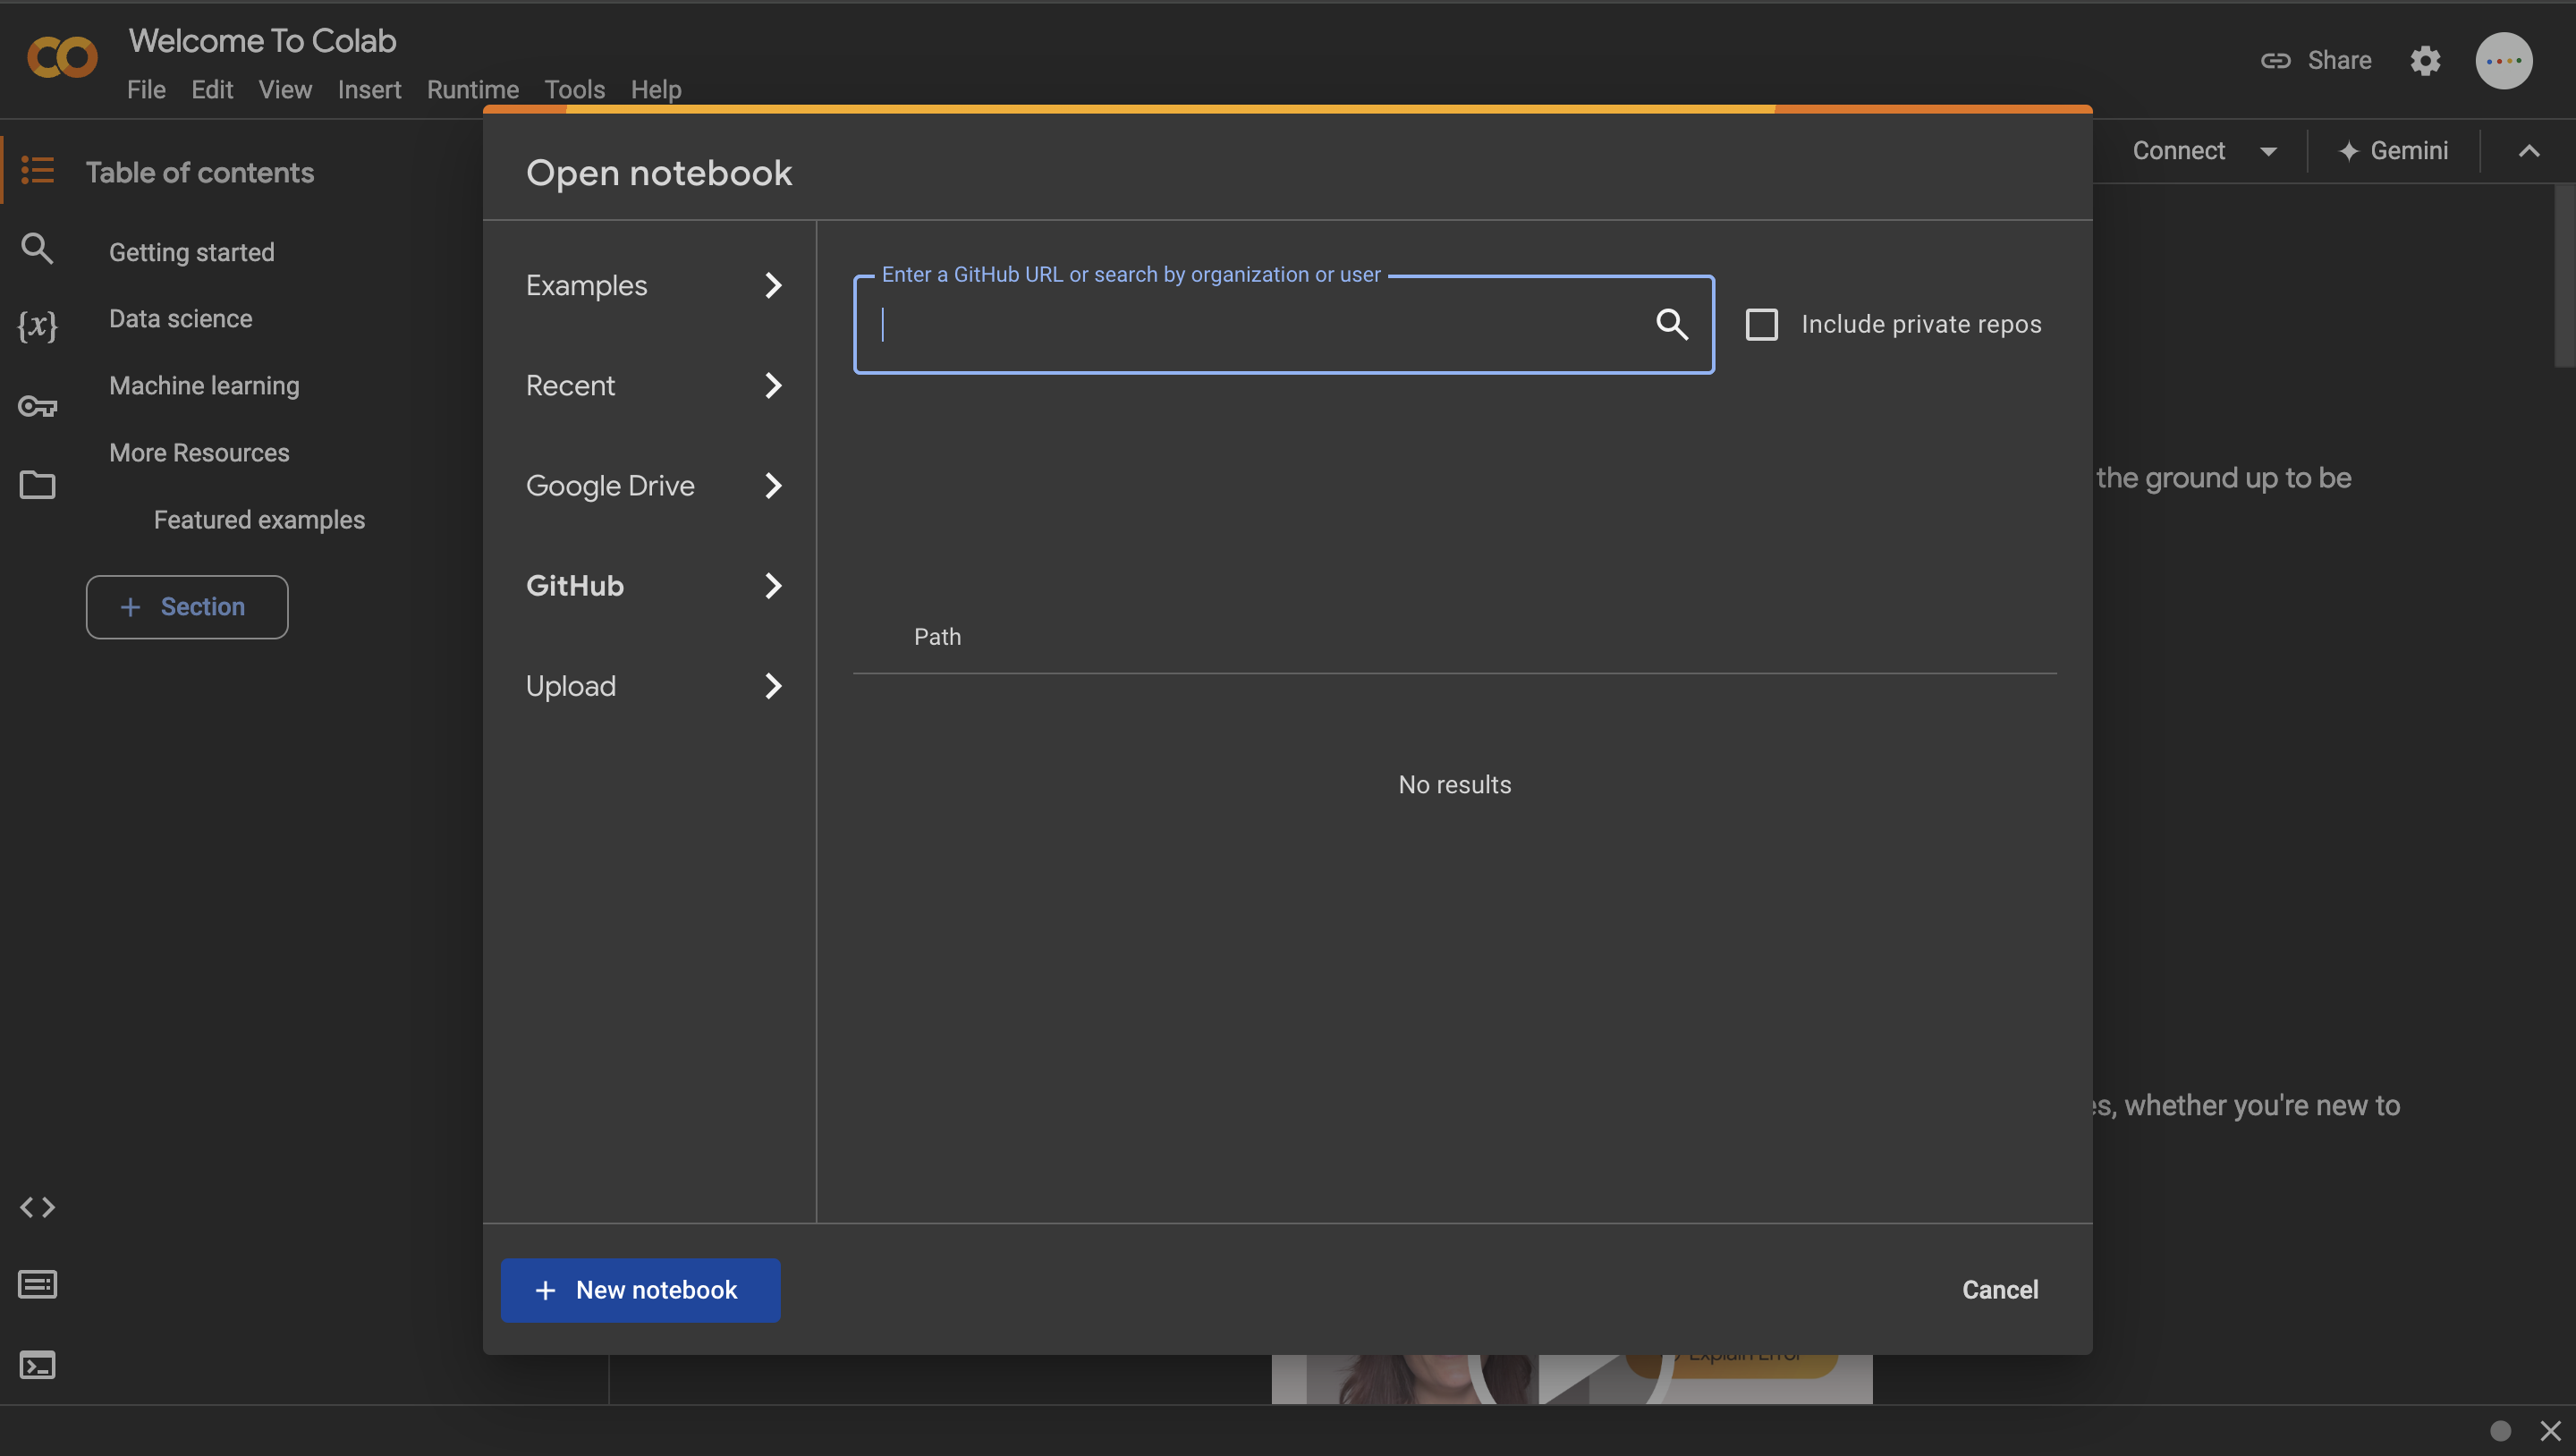 Welcome To Colab
File Edit View Insert Runtime Tools Help
Share
Connect
Gemini
Table of contents
Getting started
Data science
Machine learning
More Resources
Featured examples
+ Section
{x}
Open notebook
Examples
Recent
Google Drive
GitHub
Upload
Enter a GitHub URL or search by organization or user
Include private repos
Path
No results
+ New notebook
Cancel
the ground up to be
es, whether you're new to
Explain Error